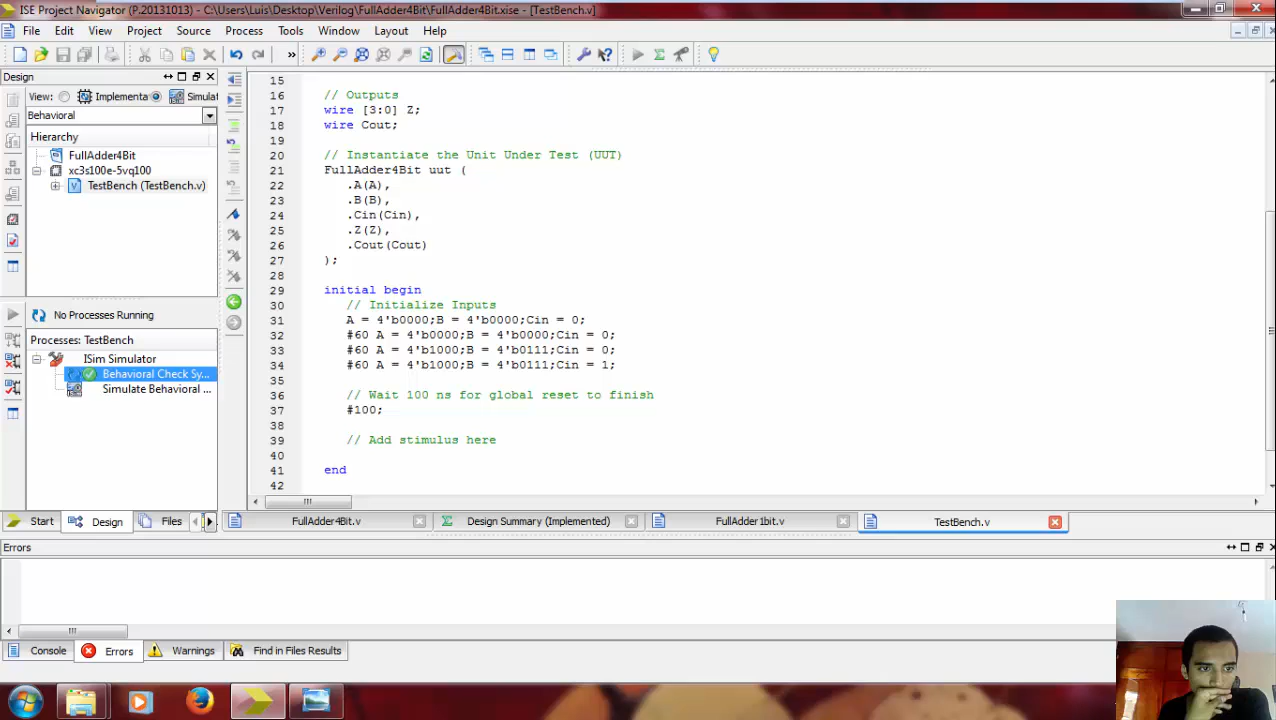 ISE Project Navigator (P.20131013) - C:\Users\Luis\Desktop\Verilog\FullAdder4Bit\FullAdder4Bit.xise - [TestBench.v]
File Edit View Project Source Process Tools Window Layout Help
»
Design
View: Implementa Simulat
Behavioral
Hierarchy
FullAdder4Bit
xc3s100e-5vq100
TestBench (TestBench.v)
No Processes Running
Processes: TestBench
ISim Simulator
Behavioral Check Sy...
Simulate Behavioral ...
Start Design Files
15
16 // Outputs
17 wire [3:0] Z;
18 wire Cout;
19
20 // Instantiate the Unit Under Test (UUT)
21 FullAdder4Bit uut (
22 .A(A),
23 .B(B),
24 .Cin(Cin),
25 .Z(Z),
26 .Cout(Cout)
27 );
28
29 initial begin
30 // Initialize Inputs
31 A = 4'b0000;B = 4'b0000;Cin = 0;
32 #60 A = 4'b0000;B = 4'b0000;Cin = 0;
33 #60 A = 4'b1000;B = 4'b0111;Cin = 0;
34 #60 A = 4'b1000;B = 4'b0111;Cin = 1;
35
36 // Wait 100 ns for global reset to finish
37 #100;
38
39 // Add stimulus here
40
41 end
42
FullAdder4Bit.v Design Summary (Implemented) FullAdder1bit.v TestBench.v
Errors
Console Errors Warnings Find in Files Results